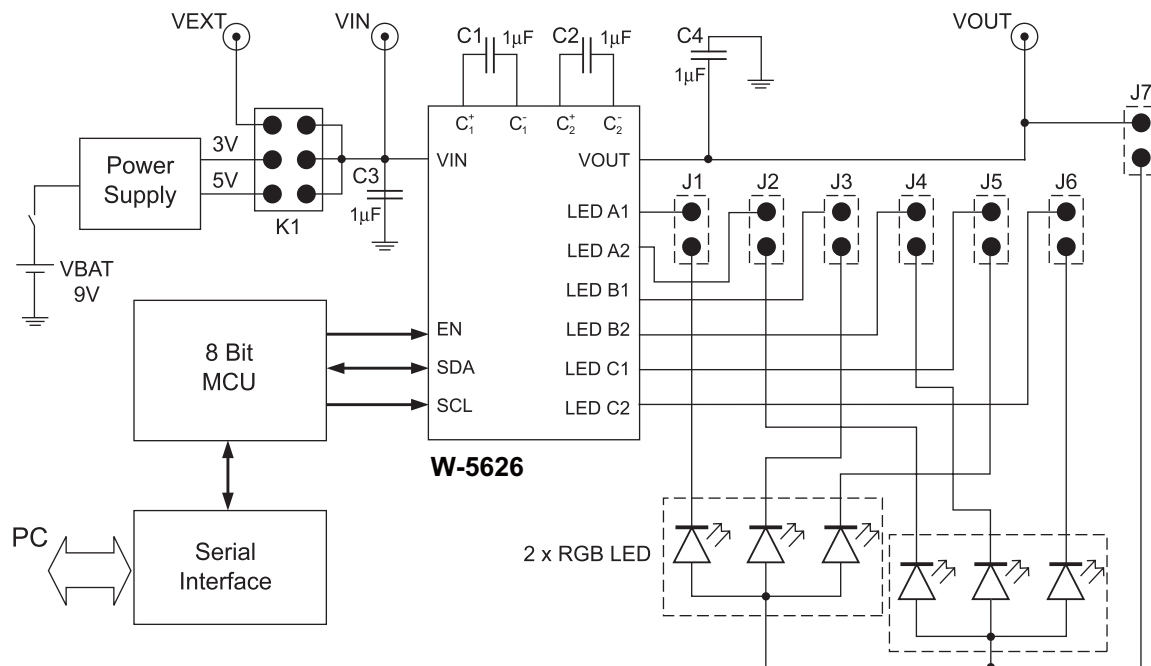 VEXT
VIN
C1
1µF
C2
1µF
C4
1µF
VOUT
J7
C₁⁺
C₁⁻
C₂⁺
C₂⁻
Power
Supply
3V
5V
K1
C3
1µF
VIN
VOUT
J1
J2
J3
J4
J5
J6
LED A1
LED A2
LED B1
LED B2
LED C1
LED C2
VBAT
9V
8 Bit
MCU
EN
SDA
SCL
W-5626
PC
Serial
Interface
2 x RGB LED